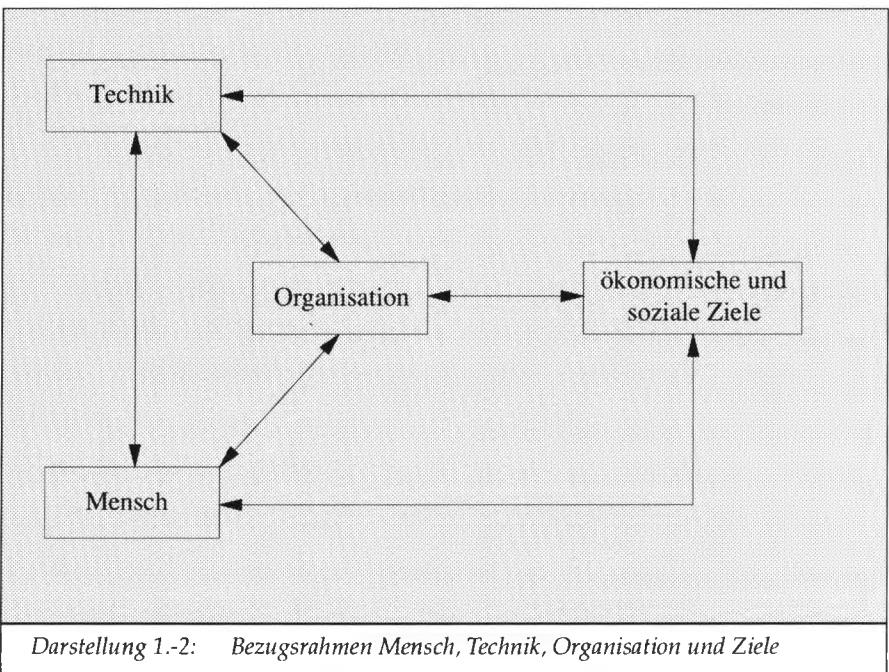 Technik
Organisation
ökonomische und
soziale Ziele
Mensch
Darstellung 1.-2: Bezugsrahmen Mensch, Technik, Organisation und Ziele